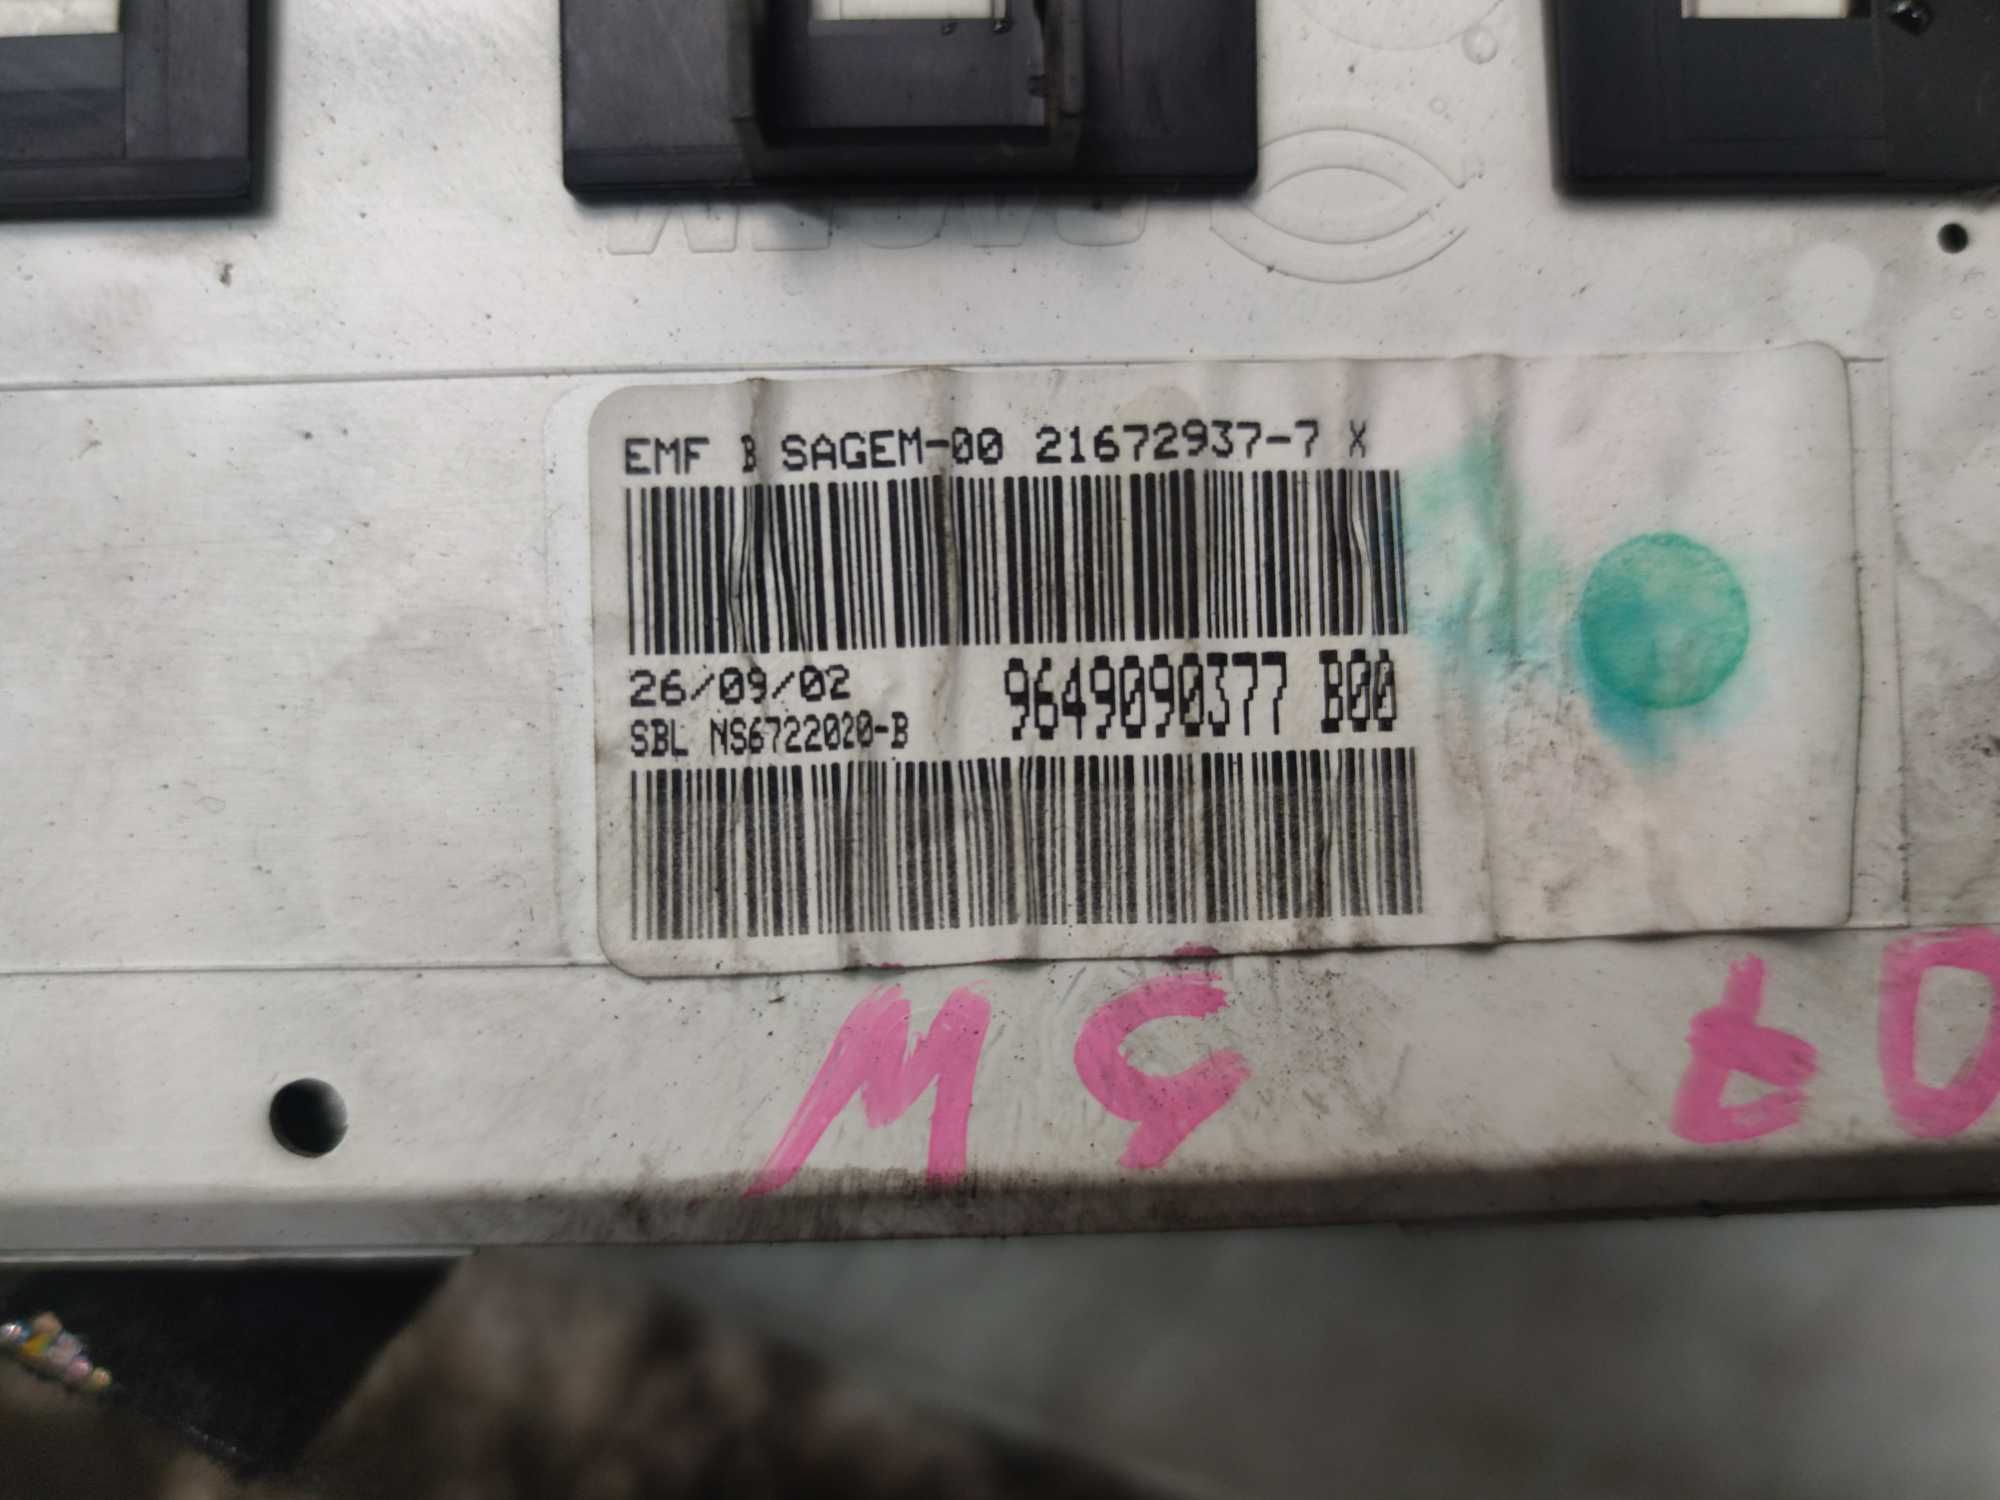 EMF B SAGEM-00 21672937-7 X
26/09/02
9649090377 B00
SBL NS6722020-B